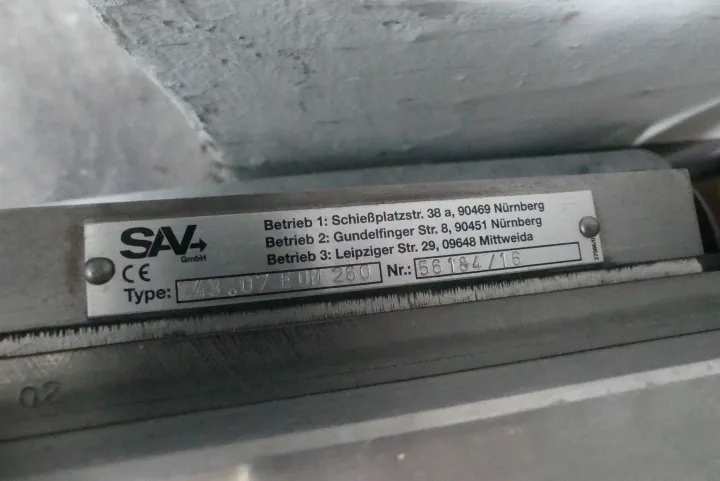 SAV
GmbH
CE
Betrieb 1: Schießplatzstr. 38 a, 90469 Nürnberg
Betrieb 2: Gundelfinger Str. 8, 90451 Nürnberg
Betrieb 3: Leipziger Str. 29, 09648 Mittweida
Type: 260 Nr.: 56184/16
02